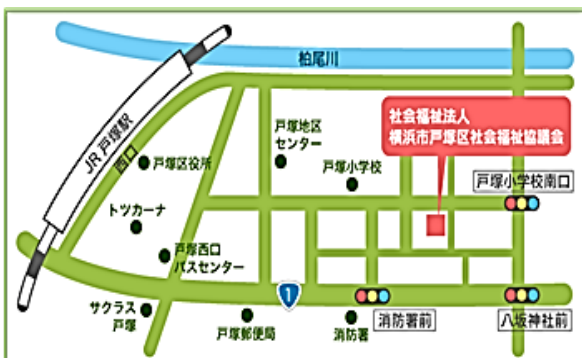 柏尾川
JR 戸塚駅
西口
戸塚区役所
戸塚地区
センター
戸塚小学校
社会福祉法人
横浜市戸塚区社会福祉協議会
戸塚小学校南口
トツカーナ
戸塚西口
バスセンター
サクラス
戸塚
戸塚郵便局
1
消防署
消防署前
八坂神社前